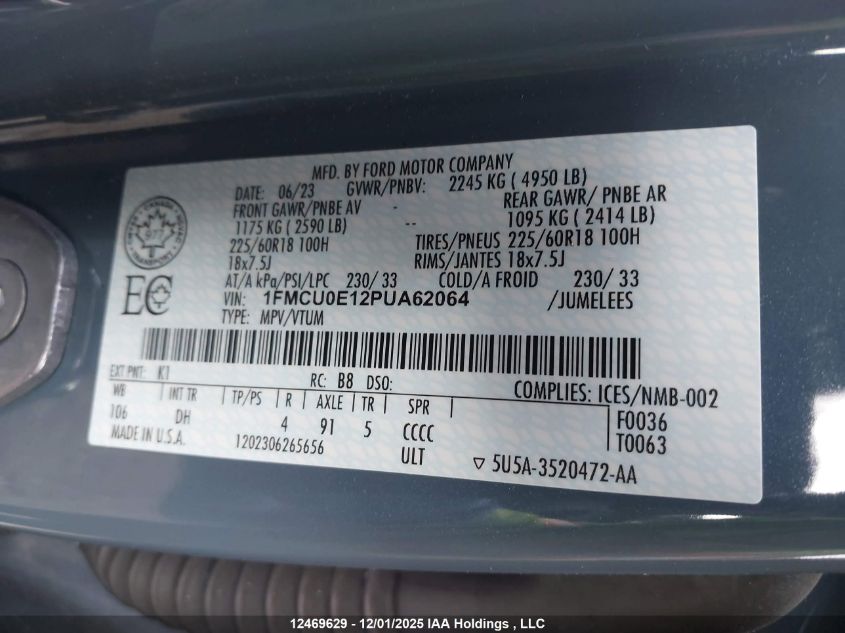 MFD. BY FORD MOTOR COMPANY
DATE: 06/23 GVWR/PNBV: 2245 KG ( 4950 LB)
FRONT GAWR/PNBE AV - REAR GAWR/ PNBE AR
1175 KG ( 2590 LB) -- 1095 KG ( 2414 LB)
225/60R18 100H TIRES/PNEUS 225/60R18 100H
18x7.5J RIMS/JANTES 18x7.5J
AT/A kPa/PSI/LPC 230/ 33 COLD/A FROID 230/ 33
VIN: 1FMCU0E12PUA62064 /JUMELEES
TYPE: MPV/VTUM
EC
CANADA
977
TRANSPORT
EXT PNT: K1 RC: B8 DSO: COMPLIES: ICES/NMB-002
WB INT TR TP/PS R AXLE TR SPR F0036
106 DH 4 91 5 CCCC T0063
MADE IN U.S.A. 1202306265656 ULT ▽ 5U5A-3520472-AA
12469629 - 12/01/2025 IAA Holdings , LLC